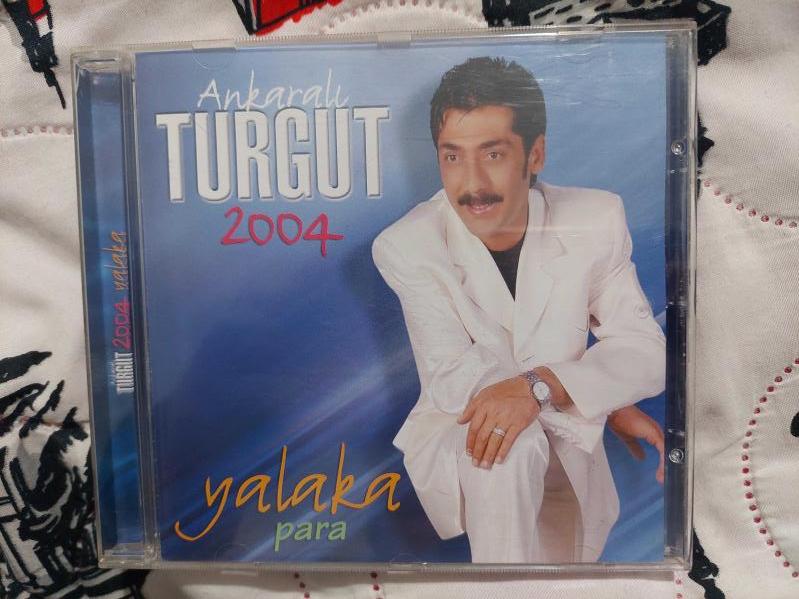 Ankaralı
TURGUT
2004
yalaka
para
TURGUT 2004 yalaka